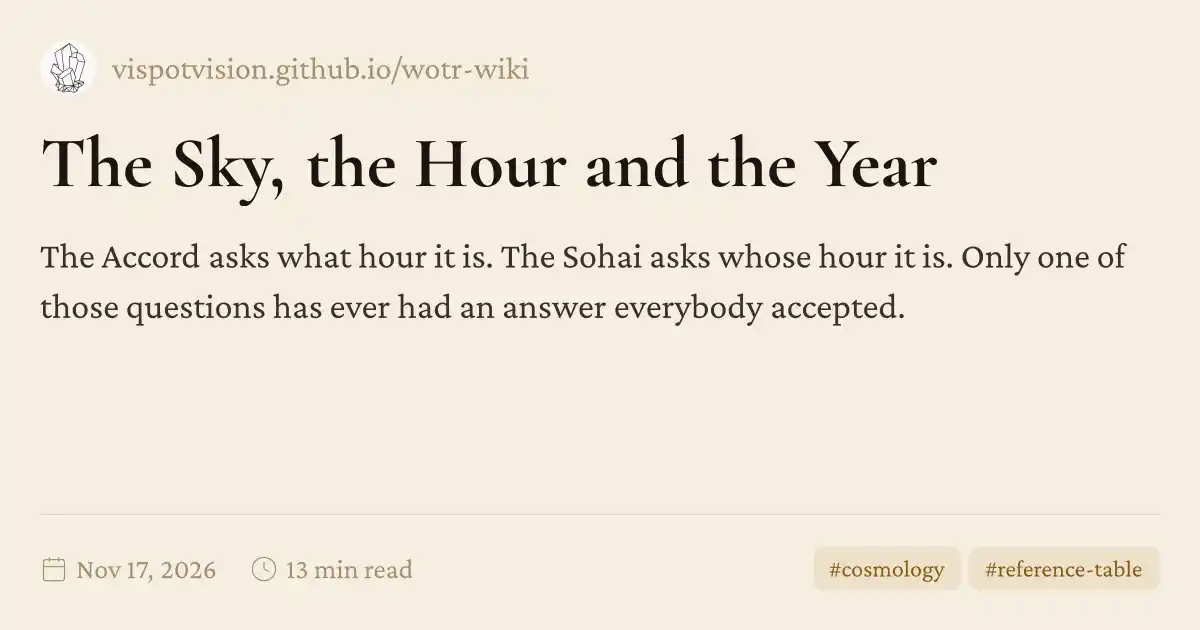 vispotvision.github.io/wotr-wiki
The Sky, the Hour and the Year
The Accord asks what hour it is. The Sohai asks whose hour it is. Only one of
those questions has ever had an answer everybody accepted.
Nov 17, 2026
13 min read
#cosmology
#reference-table